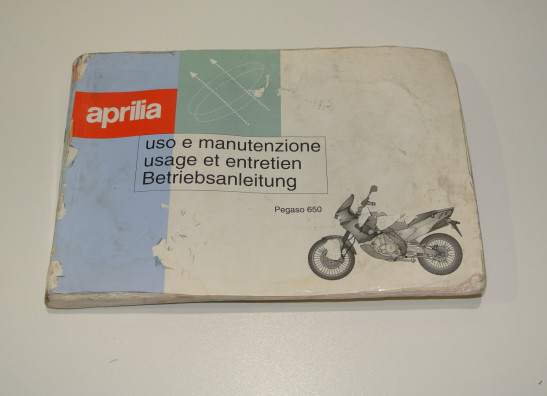 aprilia
uso e manutenzione
usage et entretien
Betriebsanleitung
Pegaso 650